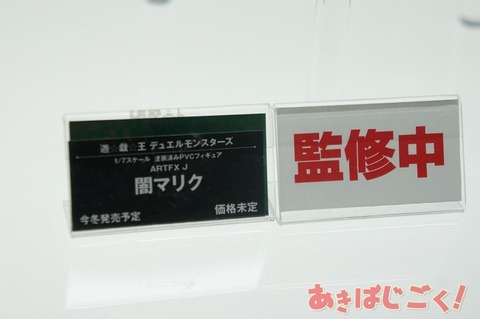 遊☆戯☆王 デュエルモンスターズ
1/7スケール 塗装済みPVCフィギュア
ARTFX J
闇マリク
今冬発売予定
価格未定
監修中
あきばじごく!